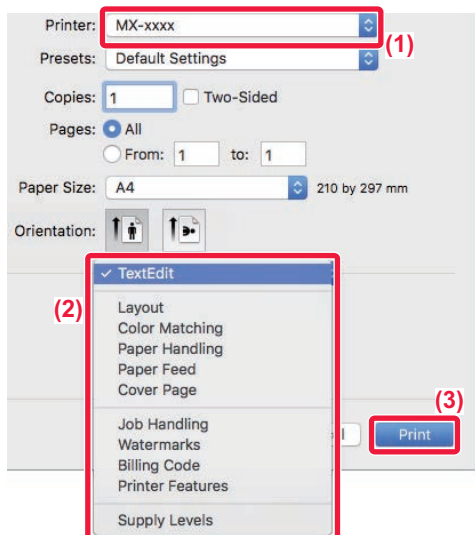 Printer: MX-xxxx
(1)
Presets: Default Settings
Copies: 1 Two-Sided
Pages: All
From: 1 to: 1
Paper Size: A4 210 by 297 mm
Orientation:
✓ TextEdit
(2)
Layout
Color Matching
Paper Handling
Paper Feed
Cover Page
(3)
Job Handling
Watermarks
Billing Code
Printer Features
Print
Supply Levels